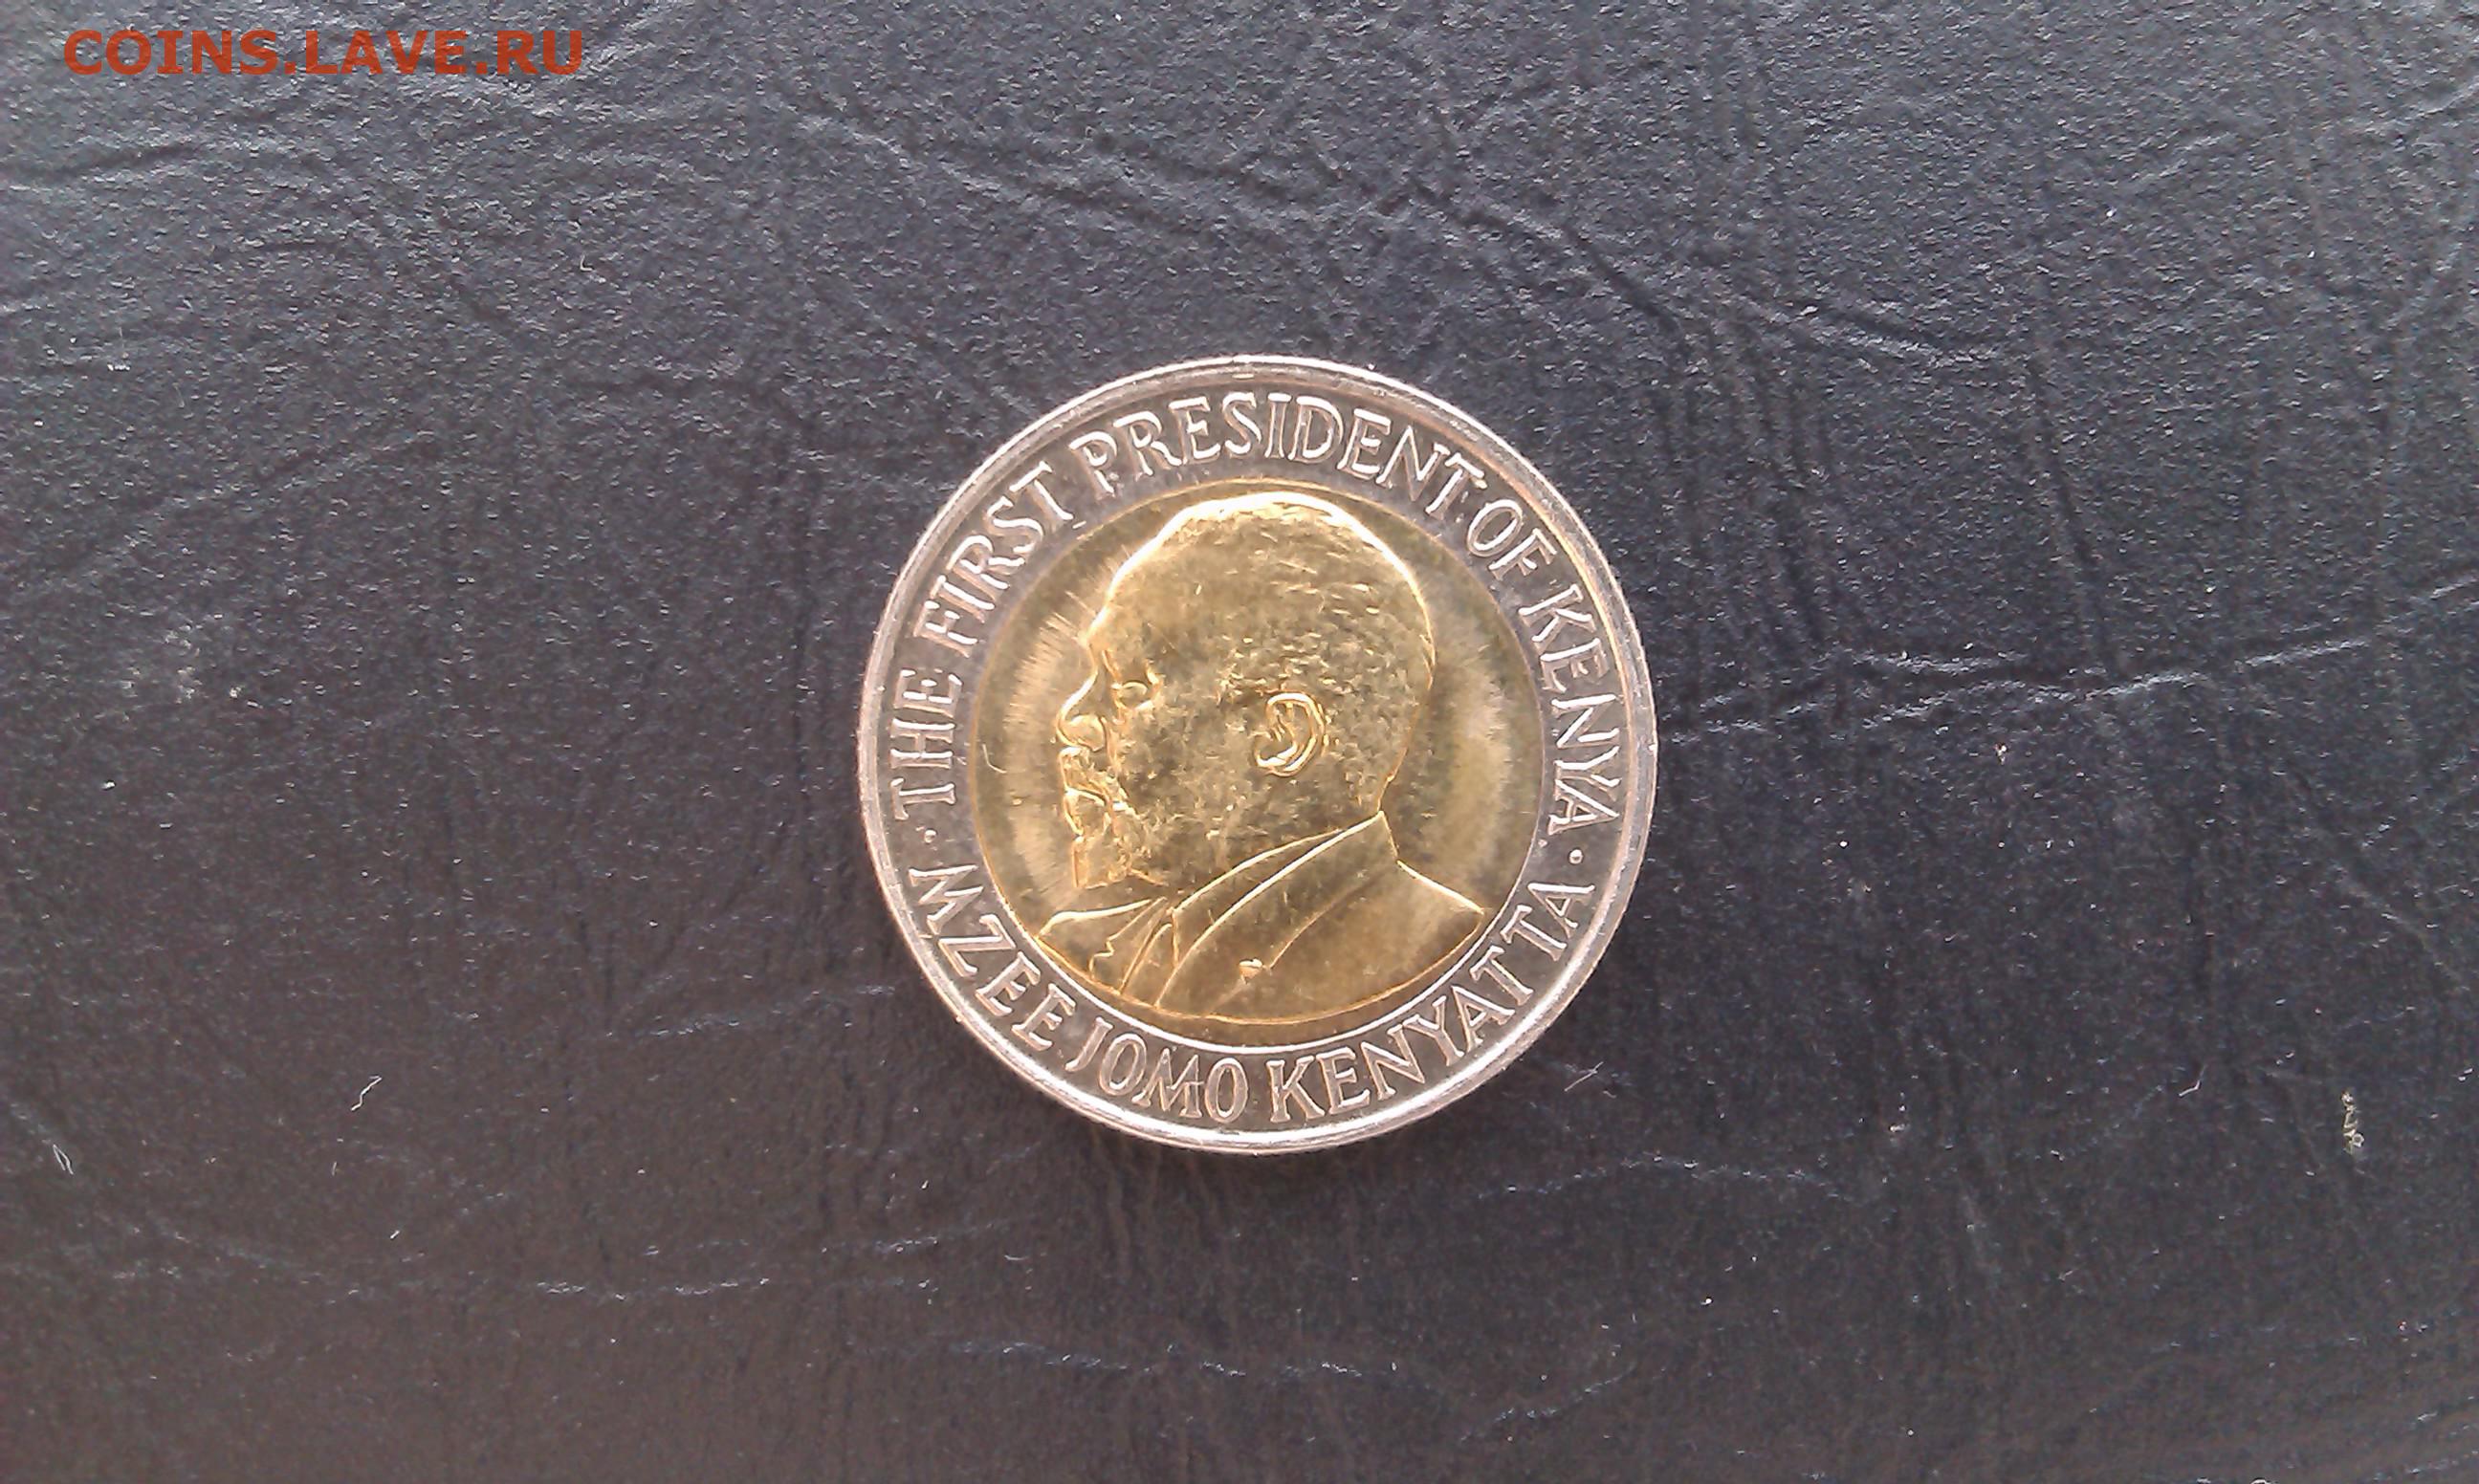 COINS.LAVE.RU
· THE FIRST PRESIDENT OF KENYA ·
MZEE JOMO KENYATTA